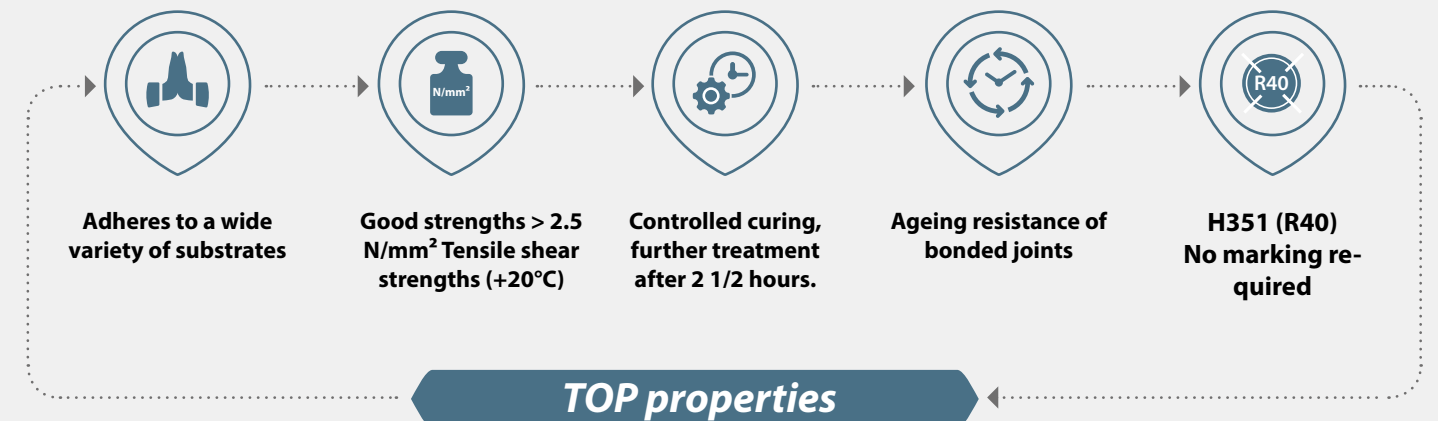 N/mm²
R40
Adheres to a wide
variety of substrates
Good strengths > 2.5
N/mm² Tensile shear
strengths (+20°C)
Controlled curing,
further treatment
after 2 1/2 hours.
Ageing resistance of
bonded joints
H351 (R40)
No marking re-
quired
TOP properties